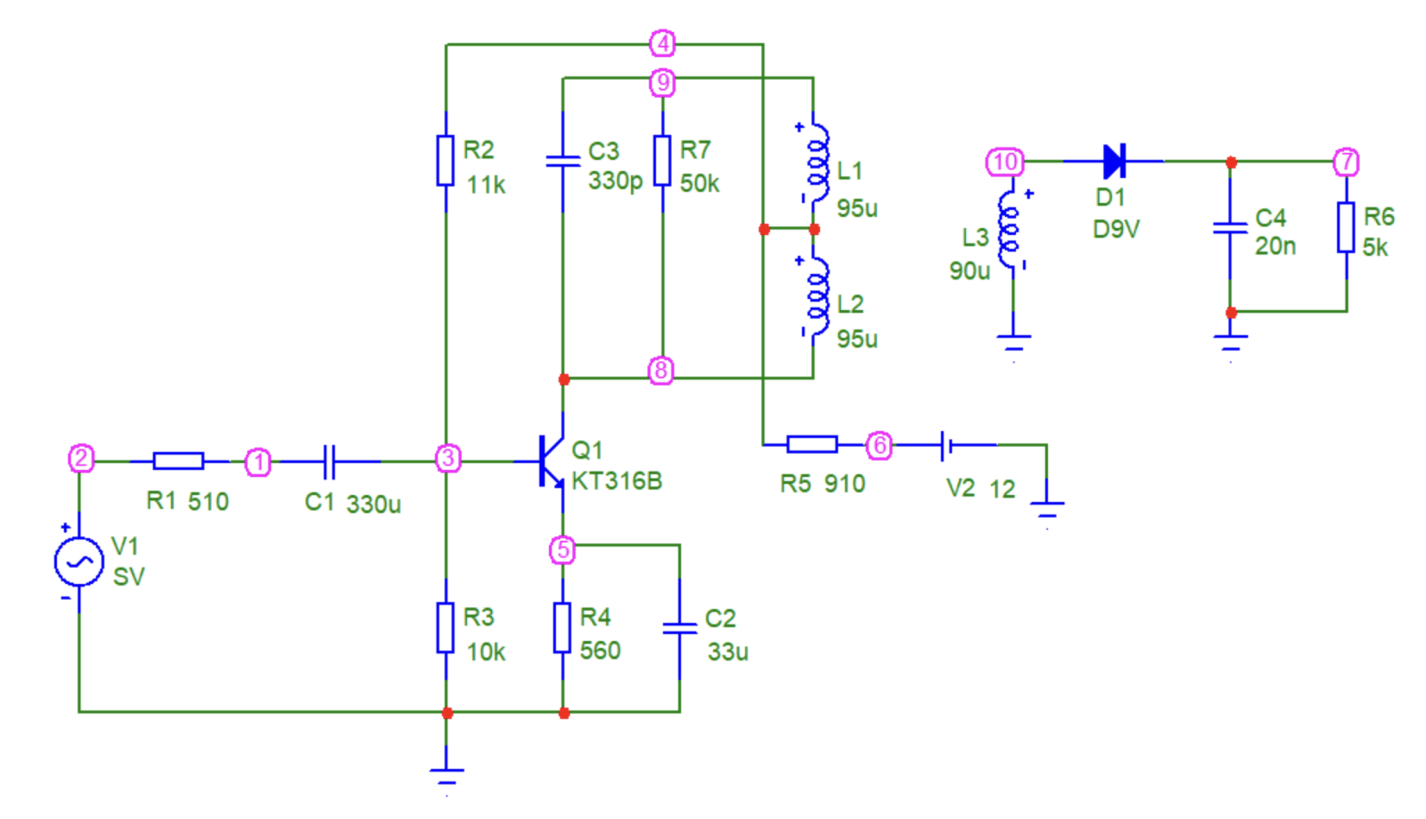 4
9
R2
11k
C3
330p
R7
50k
+
L1
-
95u
+
L2
-
95u
8
10
D1
D9V
7
+
L3
-
90u
C4
20n
R6
5k
2
R1 510
1
C1 330u
3
Q1
KT316B
R5 910
6
V2 12
+
V1
SV
-
5
R3
10k
R4
560
C2
33u